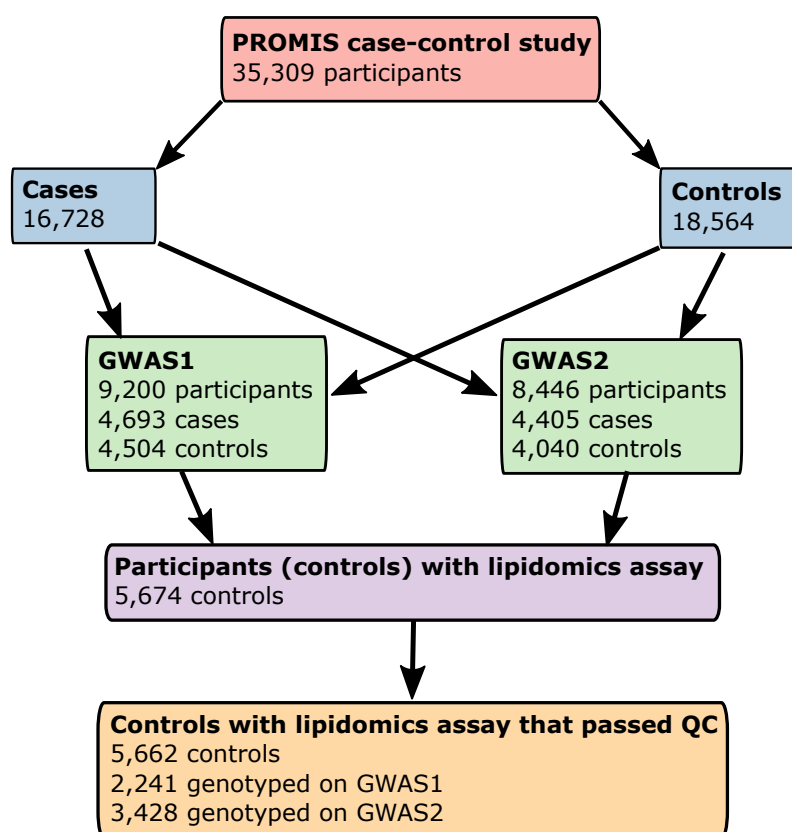 PROMIS case-control study
35,309 participants
Cases
16,728
Controls
18,564
GWAS1
9,200 participants
4,693 cases
4,504 controls
GWAS2
8,446 participants
4,405 cases
4,040 controls
Participants (controls) with lipidomics assay
5,674 controls
Controls with lipidomics assay that passed QC
5,662 controls
2,241 genotyped on GWAS1
3,428 genotyped on GWAS2